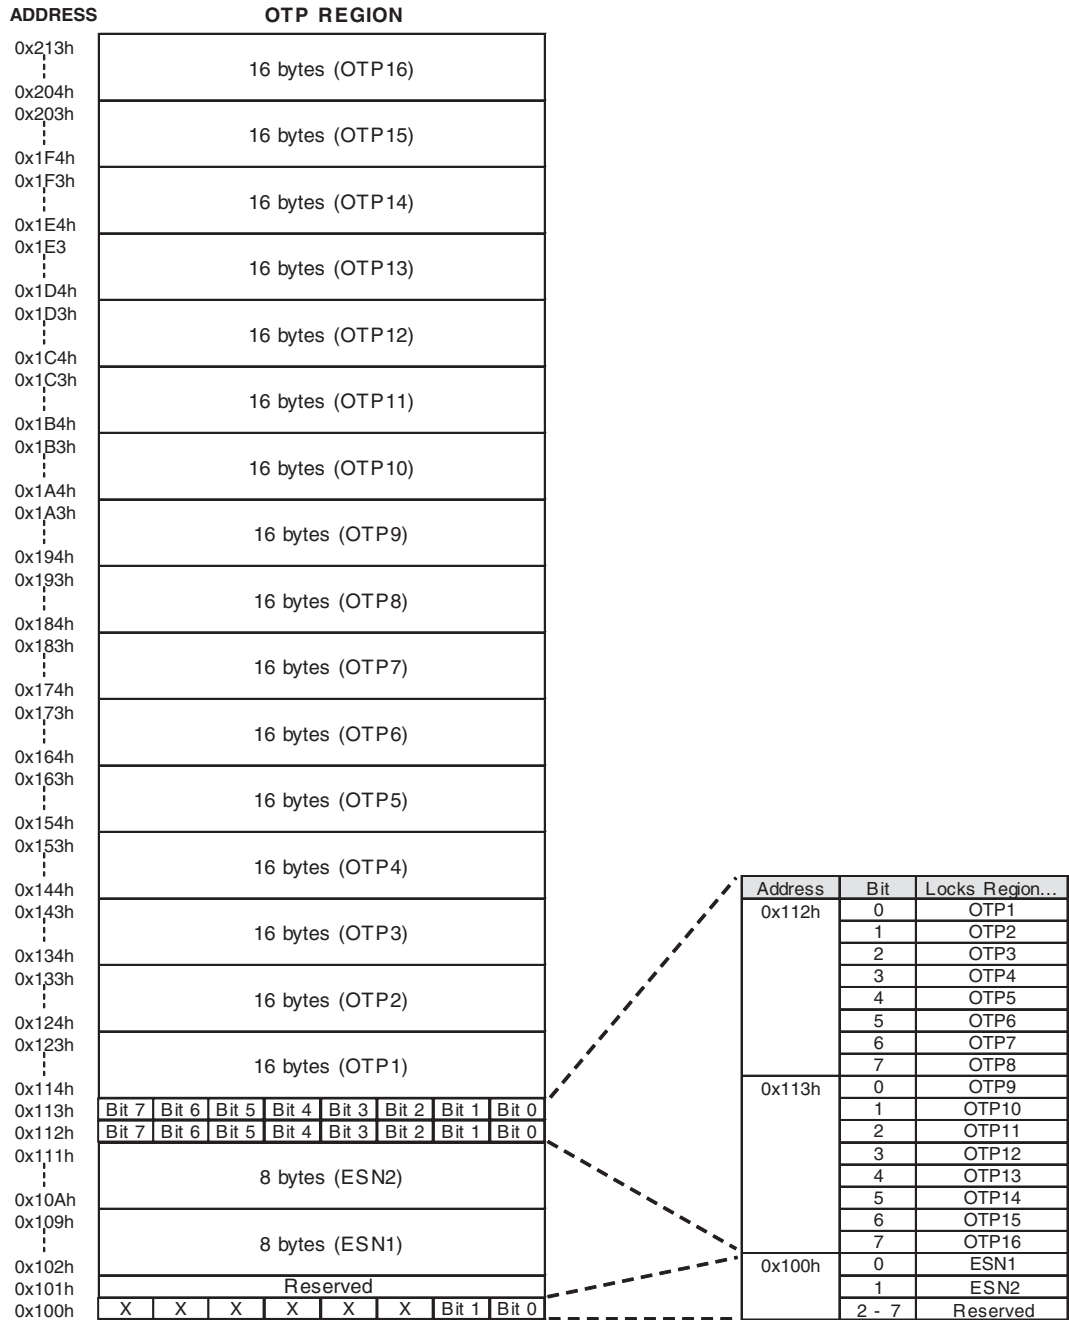 ADDRESS OTP REGION
0x213h
16 bytes (OTP16)
0x204h
0x203h
16 bytes (OTP15)
0x1F4h
0x1F3h
16 bytes (OTP14)
0x1E4h
0x1E3
16 bytes (OTP13)
0x1D4h
0x1D3h
16 bytes (OTP12)
0x1C4h
0x1C3h
16 bytes (OTP11)
0x1B4h
0x1B3h
16 bytes (OTP10)
0x1A4h
0x1A3h
16 bytes (OTP9)
0x194h
0x193h
16 bytes (OTP8)
0x184h
0x183h
16 bytes (OTP7)
0x174h
0x173h
16 bytes (OTP6)
0x164h
0x163h
16 bytes (OTP5)
0x154h
0x153h
16 bytes (OTP4)
0x144h
0x143h
16 bytes (OTP3)
0x134h
0x133h
16 bytes (OTP2)
0x124h
0x123h
16 bytes (OTP1)
0x114h
0x113h Bit 7 Bit 6 Bit 5 Bit 4 Bit 3 Bit 2 Bit 1 Bit 0
0x112h Bit 7 Bit 6 Bit 5 Bit 4 Bit 3 Bit 2 Bit 1 Bit 0
0x111h
8 bytes (ESN2)
0x10Ah
0x109h
8 bytes (ESN1)
0x102h
0x101h Reserved
0x100h X X X X X X Bit 1 Bit 0
Address Bit Locks Region...
0x112h 0 OTP1
1 OTP2
2 OTP3
3 OTP4
4 OTP5
5 OTP6
6 OTP7
7 OTP8
0x113h 0 OTP9
1 OTP10
2 OTP11
3 OTP12
4 OTP13
5 OTP14
6 OTP15
7 OTP16
0x100h 0 ESN1
1 ESN2
2 - 7 Reserved